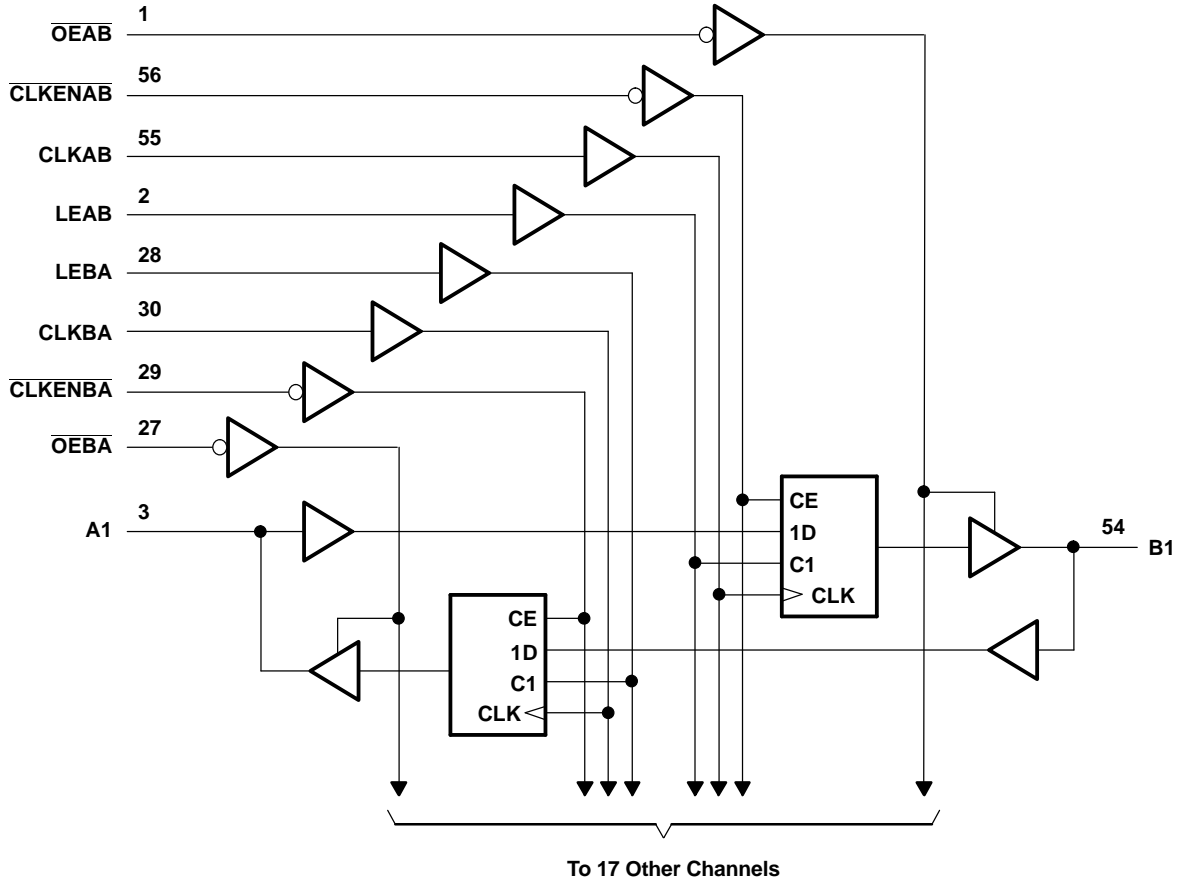 OEAB 1
CLKENAB 56
CLKAB 55
LEAB 2
LEBA 28
CLKBA 30
CLKENBA 29
OEBA 27
A1 3
CE
1D
C1
CLK
54 B1
CE
1D
C1
CLK
To 17 Other Channels